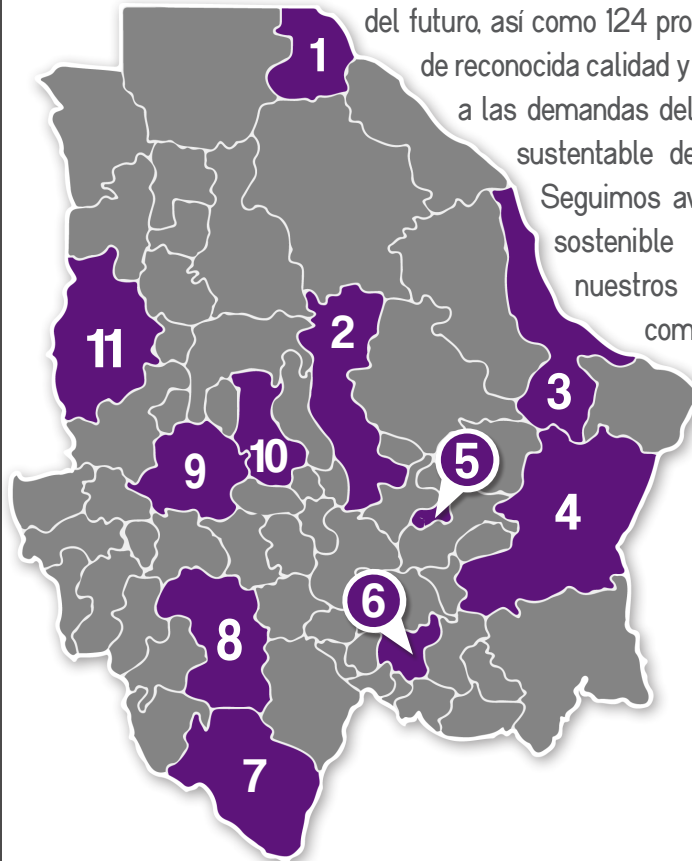 del futuro, así como 124 pro
de reconocida calidad y
a las demandas del
sustentable de
Seguimos av
sostenible
nuestros
com
1
2
3
4
5
6
7
8
9
10
11